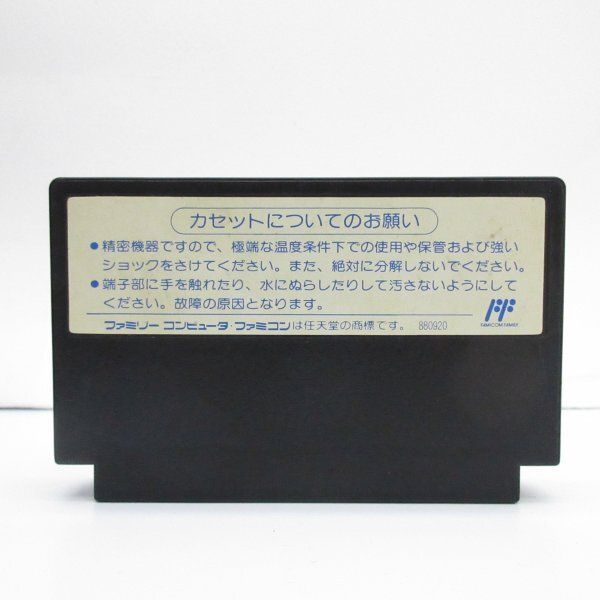 カセットについてのお願い
●精密機器ですので、極端な温度条件下での使用や保管および強い
ショックをさけてください。また、絶対に分解しないでください。
●端子部に手を触れたり、水にぬらしたりして汚さないようにして
ください。故障の原因となります。
FAMICOM FAMILY
ファミリーコンピュータ・ファミコンは任天堂の商標です。 880920